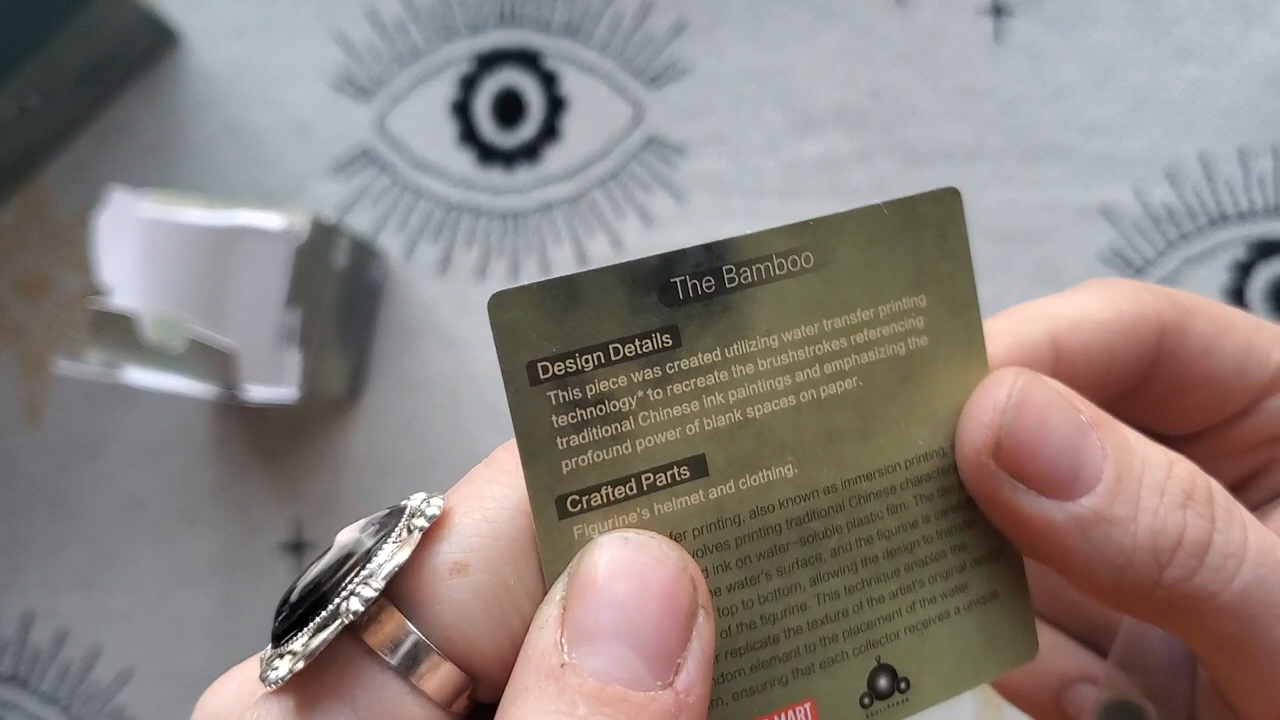 The Bamboo
Design Details
This piece was created utilizing water transfer printing
technology* to recreate the brushstrokes referencing
traditional Chinese ink paintings and emphasizing the
profound power of blank spaces on paper.
Crafted Parts
Figurine's helmet and clothing.
fer printing, also known as immersion printing,
volves printing traditional Chinese character
d ink on water-soluble plastic film. The film
e water's surface, and the figurine is
top to bottom, allowing the design to transfer
of the figurine. This technique enables the
replicate the texture of the artist's original
ndom element to the placement of the water
rn, ensuring that each collector receives a unique
MART
SKULLPANDA